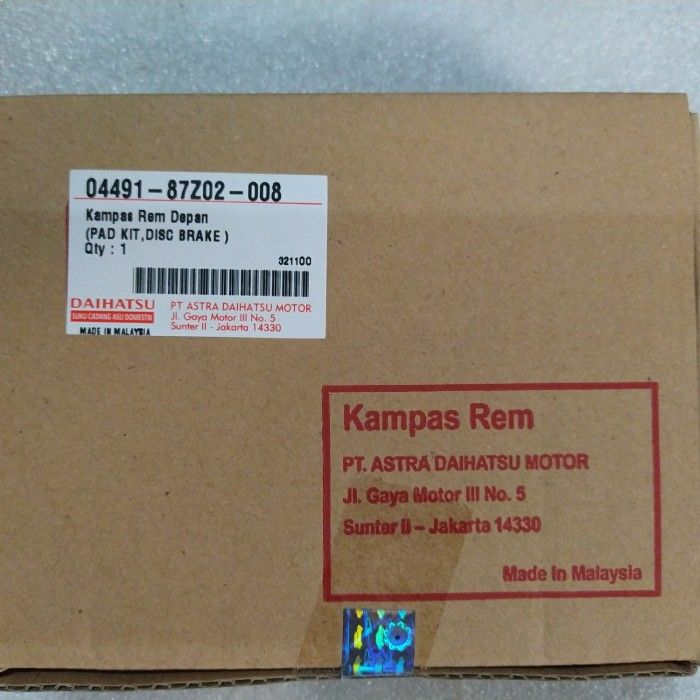 04491-87Z02-008
Kampas Rem Depan
(PAD KIT,DISC BRAKE )
Qty : 1
321100
DAIHATSU
SUKU CADANG ASLI DOMESTIK
MADE IN MALAYSIA
PT ASTRA DAIHATSU MOTOR
Jl. Gaya Motor III No. 5
Sunter II - Jakarta 14330
Kampas Rem
PT. ASTRA DAIHATSU MOTOR
Jl. Gaya Motor III No. 5
Sunter II – Jakarta 14330
Made In Malaysia